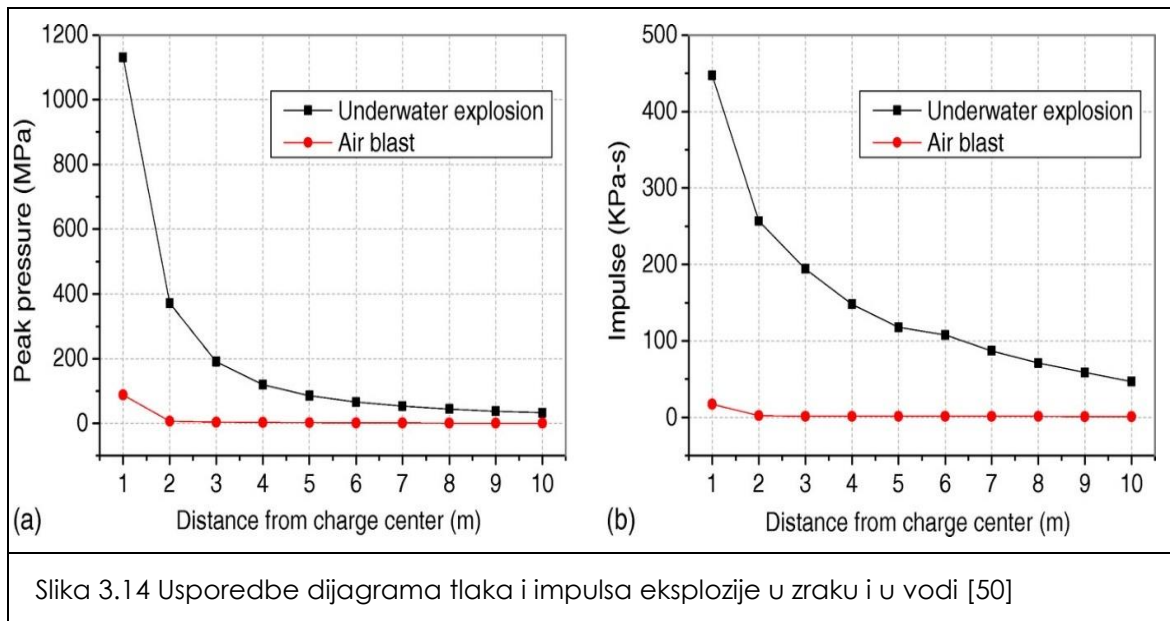 1200
1000
800
600
400
200
0
Peak pressure (MPa)
Underwater explosion
Air blast
1 2 3 4 5 6 7 8 9 10
(a)
Distance from charge center (m)
500
400
300
200
100
0
Impulse (KPa-s)
Underwater explosion
Air blast
1 2 3 4 5 6 7 8 9 10
(b)
Distance from charge center (m)
Slika 3.14 Usporedbe dijagrama tlaka i impulsa eksplozije u zraku i u vodi [50]